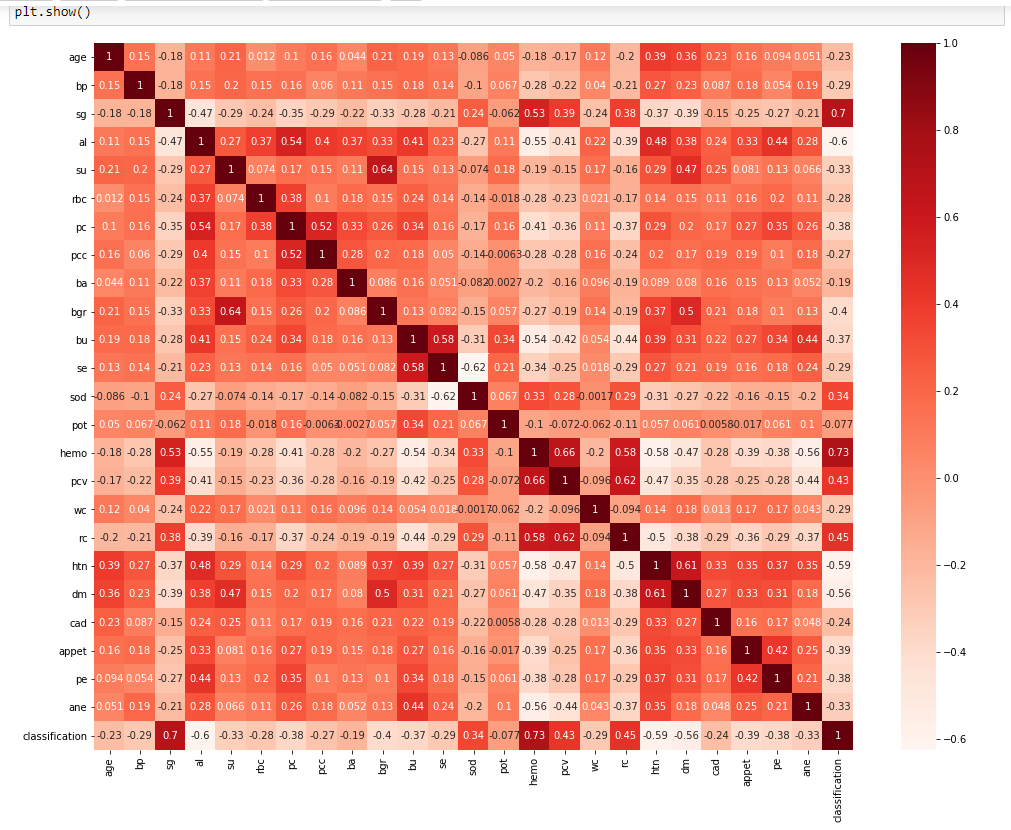 plt.show()
age 1 0.15 -0.18 0.11 0.21 0.012 0.1 0.16 0.044 0.21 0.19 0.13 -0.086 0.05 -0.18 -0.17 0.12 -0.2 0.39 0.36 0.23 0.16 0.094 0.051 -0.23
bp 0.15 1 -0.18 0.15 0.2 0.15 0.16 0.06 0.11 0.15 0.18 0.14 -0.1 0.067 -0.28 -0.22 0.04 -0.21 0.27 0.23 0.087 0.18 0.054 0.19 -0.29
sg -0.18 -0.18 1 -0.47 -0.29 -0.24 -0.35 -0.29 -0.22 -0.33 -0.28 -0.21 0.24 -0.062 0.53 0.39 -0.24 0.38 -0.37 -0.39 -0.15 -0.25 -0.27 -0.21 0.7
al 0.11 0.15 -0.47 1 0.27 0.37 0.54 0.4 0.37 0.33 0.41 0.23 -0.27 0.11 -0.55 -0.41 0.22 -0.39 0.48 0.38 0.24 0.33 0.44 0.28 -0.6
su 0.21 0.2 -0.29 0.27 1 0.074 0.17 0.15 0.11 0.64 0.15 0.13 -0.074 0.18 -0.19 -0.15 0.17 -0.16 0.29 0.47 0.25 0.081 0.13 0.066 -0.33
rbc 0.012 0.15 -0.24 0.37 0.074 1 0.38 0.1 0.18 0.15 0.24 0.14 -0.14 -0.018 -0.28 -0.23 0.021 -0.17 0.14 0.15 0.11 0.16 0.2 0.11 -0.28
pc 0.1 0.16 -0.35 0.54 0.17 0.38 1 0.52 0.33 0.26 0.34 0.16 -0.17 0.16 -0.41 -0.36 0.11 -0.37 0.29 0.2 0.17 0.27 0.35 0.26 -0.38
pcc 0.16 0.06 -0.29 0.4 0.15 0.1 0.52 1 0.28 0.2 0.18 0.05 -0.14 -0.0063 -0.28 -0.28 0.16 -0.24 0.2 0.17 0.19 0.19 0.1 0.18 -0.27
ba 0.044 0.11 -0.22 0.37 0.11 0.18 0.33 0.28 1 0.086 0.16 0.051 -0.082 -0.0027 -0.2 -0.16 0.096 -0.19 0.089 0.08 0.16 0.15 0.13 0.052 -0.19
bgr 0.21 0.15 -0.33 0.33 0.64 0.15 0.26 0.2 0.086 1 0.13 0.082 -0.15 0.057 -0.27 -0.19 0.14 -0.19 0.37 0.5 0.21 0.18 0.1 0.13 -0.4
bu 0.19 0.18 -0.28 0.41 0.15 0.24 0.34 0.18 0.16 0.13 1 0.58 -0.31 0.34 -0.54 -0.42 0.054 -0.44 0.39 0.31 0.22 0.27 0.34 0.44 -0.37
se 0.13 0.14 -0.21 0.23 0.13 0.14 0.16 0.05 0.051 0.082 0.58 1 -0.62 0.21 -0.34 -0.25 0.018 -0.29 0.27 0.21 0.19 0.16 0.18 0.24 -0.29
sod -0.086 -0.1 0.24 -0.27 -0.074 -0.14 -0.17 -0.14 -0.082 -0.15 -0.31 -0.62 1 0.067 0.33 0.28 -0.0017 0.29 -0.31 -0.27 -0.22 -0.16 -0.15 -0.2 0.34
pot 0.05 0.067 -0.062 0.11 0.18 -0.018 0.16 -0.0063 -0.0027 0.057 0.34 0.21 0.067 1 -0.1 -0.072 -0.062 -0.11 0.057 0.061 0.0058 -0.017 0.061 0.1 -0.077
hemo -0.18 -0.28 0.53 -0.55 -0.19 -0.28 -0.41 -0.28 -0.2 -0.27 -0.54 -0.34 0.33 -0.1 1 0.66 -0.2 0.58 -0.58 -0.47 -0.28 -0.39 -0.38 -0.56 0.73
pcv -0.17 -0.22 0.39 -0.41 -0.15 -0.23 -0.36 -0.28 -0.16 -0.19 -0.42 -0.25 0.28 -0.072 0.66 1 -0.096 0.62 -0.47 -0.35 -0.28 -0.25 -0.28 -0.44 0.43
wc 0.12 0.04 -0.24 0.22 0.17 0.021 0.11 0.16 0.096 0.14 0.054 0.018 -0.0017 -0.062 -0.2 -0.096 1 -0.094 0.14 0.18 0.013 0.17 0.17 0.043 -0.29
rc -0.2 -0.21 0.38 -0.39 -0.16 -0.17 -0.37 -0.24 -0.19 -0.19 -0.44 -0.29 0.29 -0.11 0.58 0.62 -0.094 1 -0.5 -0.38 -0.29 -0.36 -0.29 -0.37 0.45
htn 0.39 0.27 -0.37 0.48 0.29 0.14 0.29 0.2 0.089 0.37 0.39 0.27 -0.31 0.057 -0.58 -0.47 0.14 -0.5 1 0.61 0.33 0.35 0.37 0.35 -0.59
dm 0.36 0.23 -0.39 0.38 0.47 0.15 0.2 0.17 0.08 0.5 0.31 0.21 -0.27 0.061 -0.47 -0.35 0.18 -0.38 0.61 1 0.27 0.33 0.31 0.18 -0.56
cad 0.23 0.087 -0.15 0.24 0.25 0.11 0.17 0.19 0.16 0.21 0.22 0.19 -0.22 0.0058 -0.28 -0.28 0.013 -0.29 0.33 0.27 1 0.16 0.17 0.048 -0.24
appet 0.16 0.18 -0.25 0.33 0.081 0.16 0.27 0.19 0.15 0.18 0.27 0.16 -0.16 -0.017 -0.39 -0.25 0.17 -0.36 0.35 0.33 0.16 1 0.42 0.25 -0.39
pe 0.094 0.054 -0.27 0.44 0.13 0.2 0.35 0.1 0.13 0.1 0.34 0.18 -0.15 0.061 -0.38 -0.28 0.17 -0.29 0.37 0.31 0.17 0.42 1 0.21 -0.38
ane 0.051 0.19 -0.21 0.28 0.066 0.11 0.26 0.18 0.052 0.13 0.44 0.24 -0.2 0.1 -0.56 -0.44 0.043 -0.37 0.35 0.18 0.048 0.25 0.21 1 -0.33
classification -0.23 -0.29 0.7 -0.6 -0.33 -0.28 -0.38 -0.27 -0.19 -0.4 -0.37 -0.29 0.34 -0.077 0.73 0.43 -0.29 0.45 -0.59 -0.56 -0.24 -0.39 -0.38 -0.33 1
age bp sg al su rbc pc pcc ba bgr bu se sod pot hemo pcv wc rc htn dm cad appet pe ane classification
1.0
0.8
0.6
0.4
0.2
0.0
−0.2
−0.4
−0.6